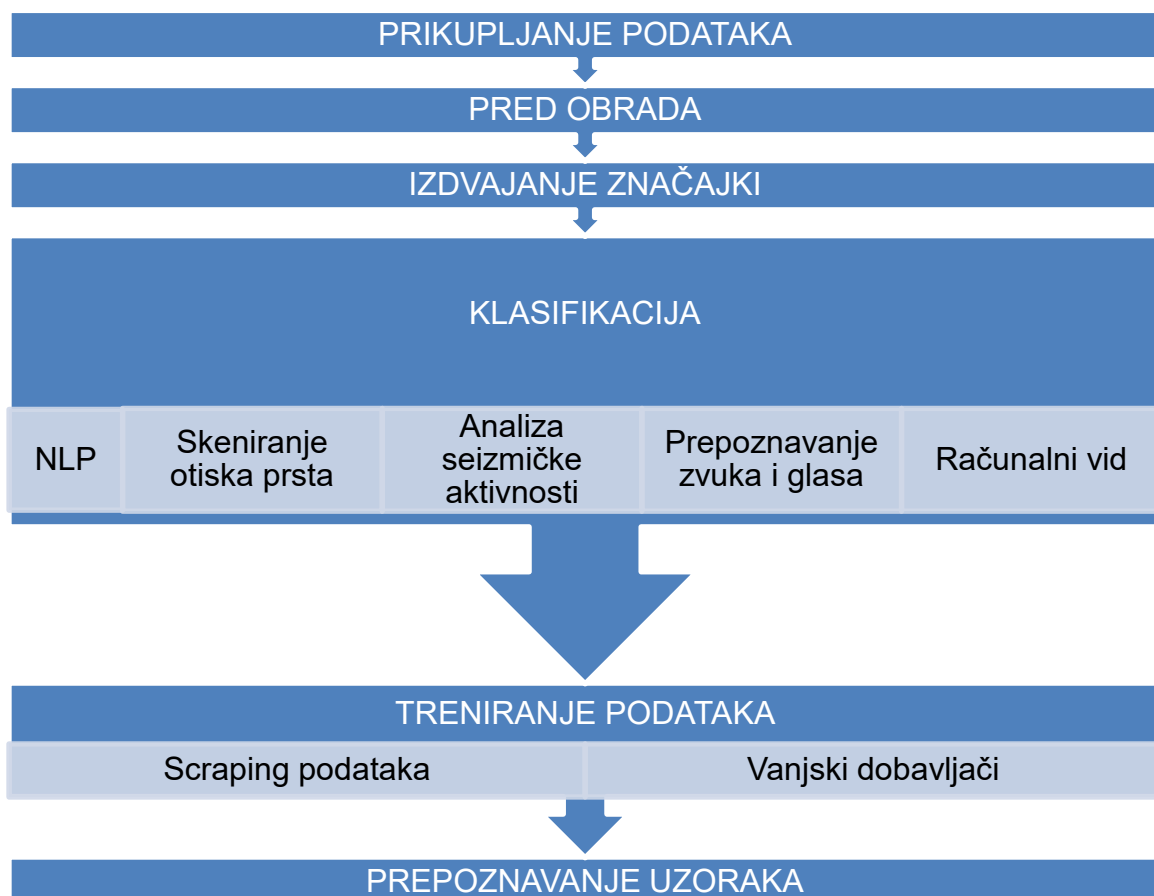 PRIKUPLJANJE PODATAKA
PRED OBRADA
IZDVAJANJE ZNAČAJKI
KLASIFIKACIJA
NLP
Skeniranje
otiska prsta
Analiza
seizmičke
aktivnosti
Prepoznavanje
zvuka i glasa
Računalni vid
TRENIRANJE PODATAKA
Scraping podataka
Vanjski dobavljači
PREPOZNAVANJE UZORAKA